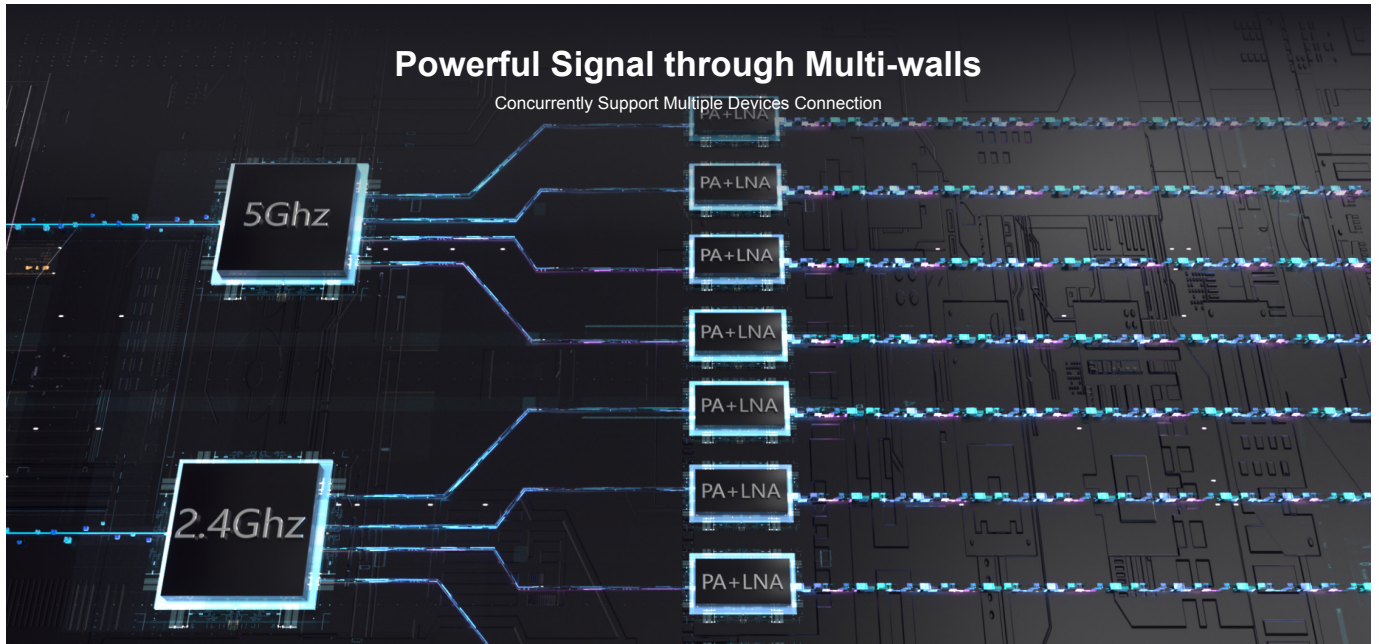 Powerful Signal through Multi-walls
Concurrently Support Multiple Devices Connection
PA+LNA
5Ghz
PA+LNA
PA+LNA
PA+LNA
PA+LNA
2.4Ghz
PA+LNA
PA+LNA